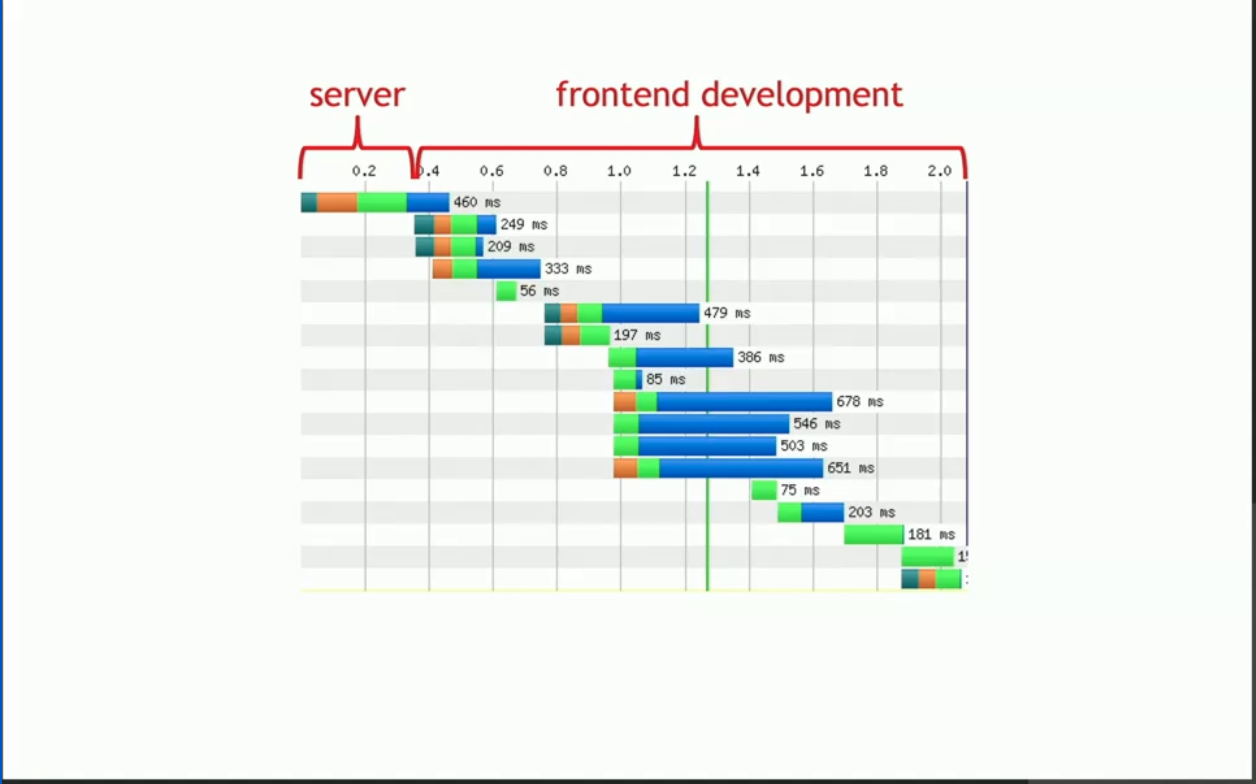 server frontend development
0.2 0.4 0.6 0.8 1.0 1.2 1.4 1.6 1.8 2.0
460 ms
249 ms
209 ms
333 ms
56 ms
479 ms
197 ms
386 ms
85 ms
678 ms
546 ms
503 ms
651 ms
75 ms
203 ms
181 ms